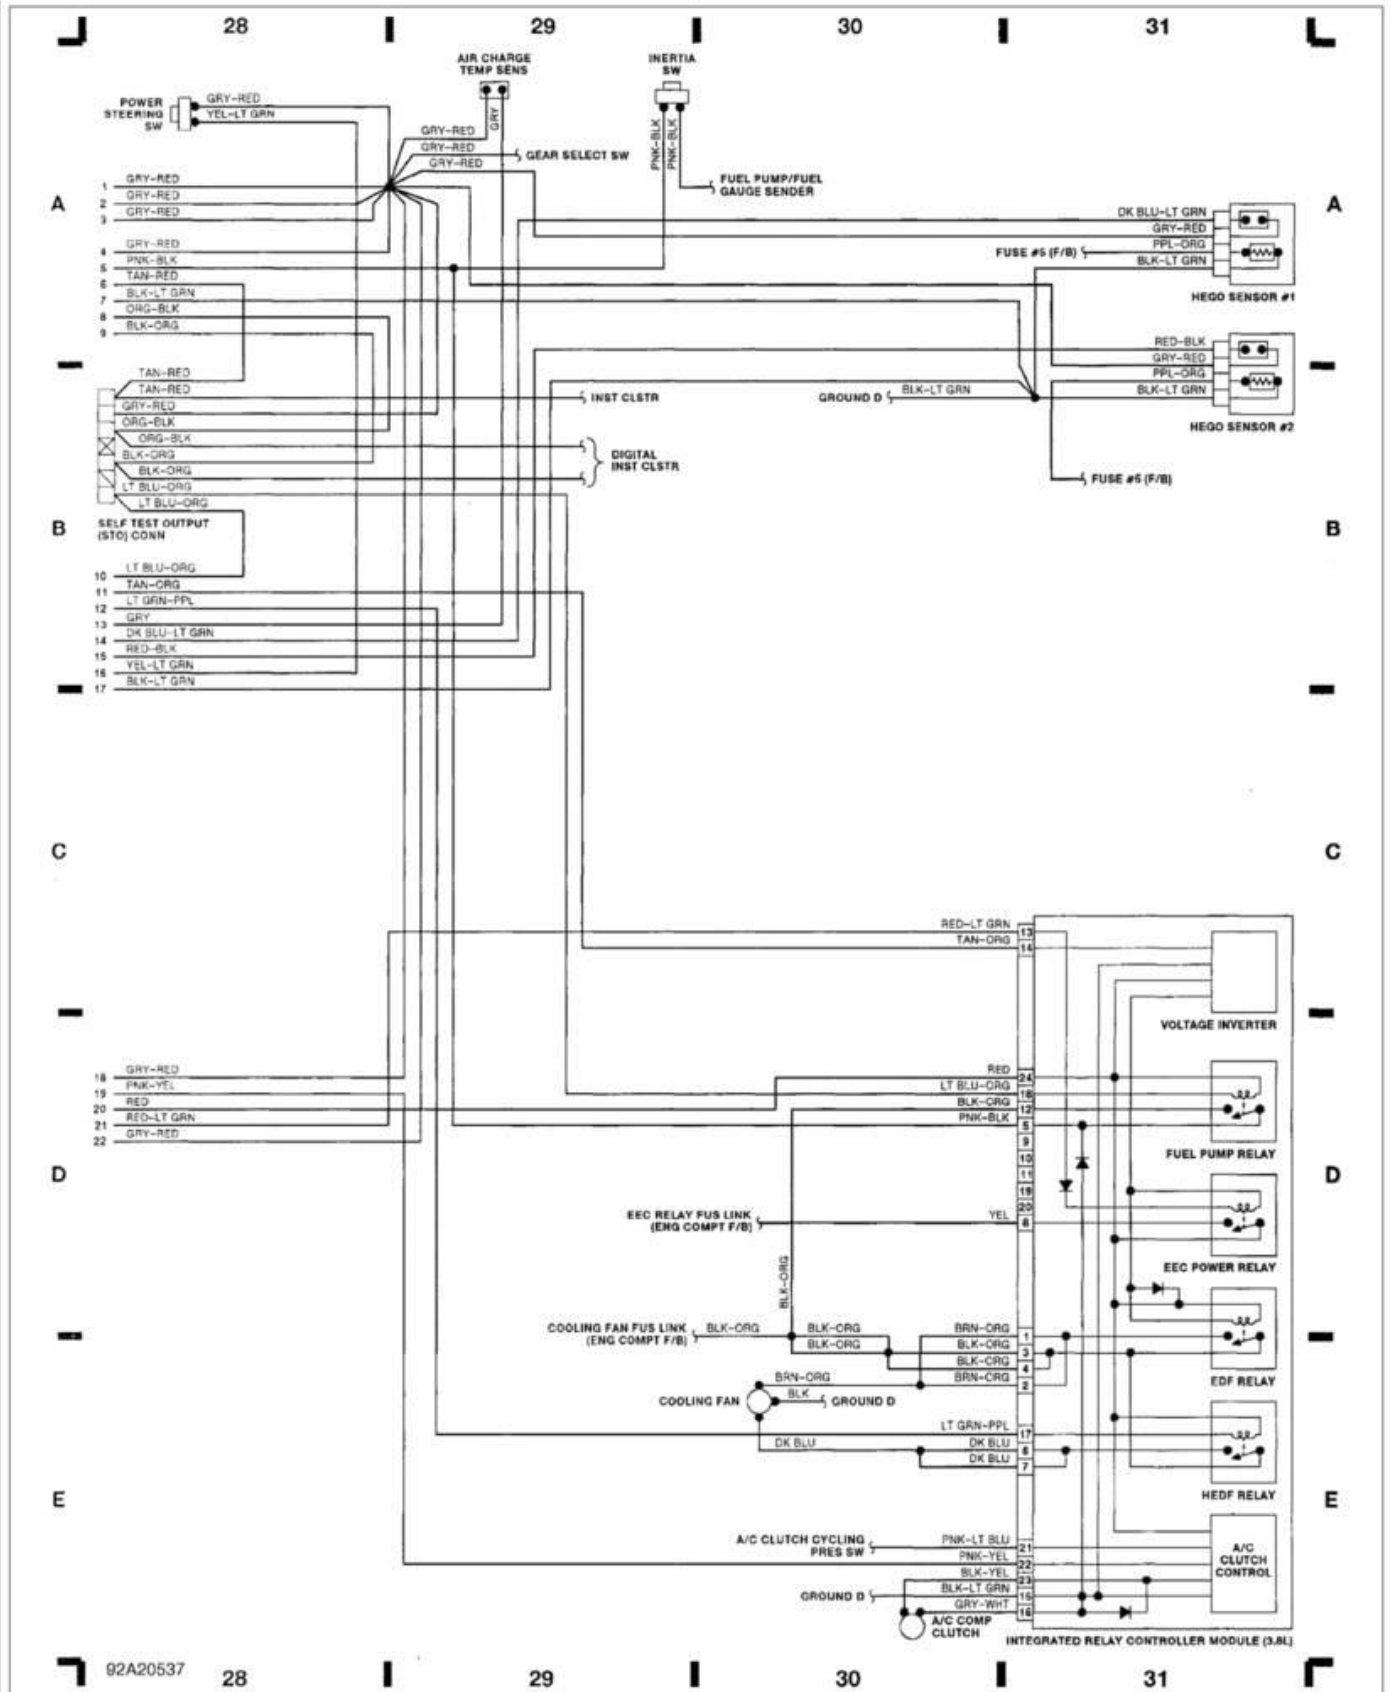 28 29 30 31
AIR CHARGE
TEMP SENS
INERTIA
SW
POWER
STEERING
SW
GRY-RED
YEL-LT GRN
GRY
PNK-BLK
PNK-BLK
GRY-RED
GRY-RED
GEAR SELECT SW
GRY-RED
FUEL PUMP/FUEL
GAUGE SENDER
A
A
1 GRY-RED
2 GRY-RED
3 GRY-RED
4 GRY-RED
5 PNK-BLK
6 TAN-RED
7 BLK-LT GRN
8 ORG-BLK
9 BLK-ORG
DK BLU-LT GRN
GRY-RED
FUSE #5 (F/B)
PPL-ORG
BLK-LT GRN
HEGO SENSOR #1
RED-BLK
GRY-RED
PPL-ORG
BLK-LT GRN
HEGO SENSOR #2
GROUND D
BLK-LT GRN
FUSE #5 (F/B)
TAN-RED
TAN-RED
INST CLSTR
GRY-RED
ORG-BLK
ORG-BLK
BLK-ORG
BLK-ORG
DIGITAL
INST CLSTR
LT BLU-ORG
LT BLU-ORG
SELF TEST OUTPUT
(STO) CONN
B
B
10 LT BLU-ORG
11 TAN-ORG
12 LT GRN-PPL
13 GRY
14 DK BLU-LT GRN
15 RED-BLK
16 YEL-LT GRN
17 BLK-LT GRN
C
C
RED-LT GRN 13
TAN-ORG 14
VOLTAGE INVERTER
18 GRY-RED
19 PNK-YEL
20 RED
21 RED-LT GRN
22 GRY-RED
RED 24
LT BLU-ORG 18
BLK-ORG 12
PNK-BLK 5
9
10
11
19
20
FUEL PUMP RELAY
D
D
EEC RELAY FUS LINK
(ENG COMPT F/B)
YEL 8
EEC POWER RELAY
BLK-ORG
COOLING FAN FUS LINK
(ENG COMPT F/B)
BLK-ORG
BLK-ORG
BLK-ORG
BRN-ORG 1
BLK-ORG 3
BLK-ORG 4
BRN-ORG 2
EDF RELAY
BRN-ORG
COOLING FAN
BLK
GROUND D
DK BLU
LT GRN-PPL 17
DK BLU 6
DK BLU 7
HEDF RELAY
E
E
A/C CLUTCH CYCLING
PRES SW
PNK-LT BLU 21
PNK-YEL 22
BLK-YEL 23
GROUND D
BLK-LT GRN 15
GRY-WHT 16
A/C COMP
CLUTCH
A/C
CLUTCH
CONTROL
INTEGRATED RELAY CONTROLLER MODULE (3.8L)
92A20537
28 29 30 31